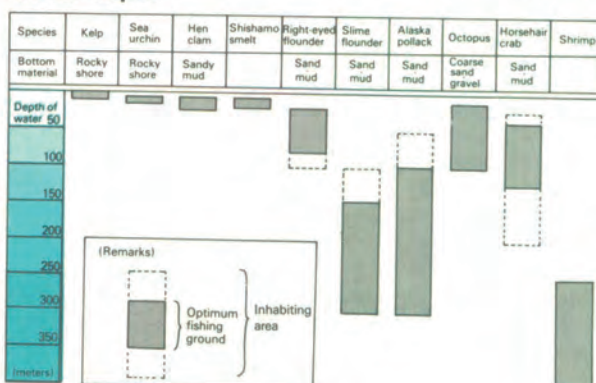 Species Kelp Sea urchin Hen clam Shishamo smelt Right-eyed flounder Slime flounder Alaska pollack Octopus Horsehair crab Shrimp
Bottom material Rocky shore Rocky shore Sandy mud Sand mud Sand mud Sand mud Coarse sand gravel Sand mud
Depth of water 50
100
150
200
250
300
350
(meters)
(Remarks)
Optimum fishing ground
Inhabiting area